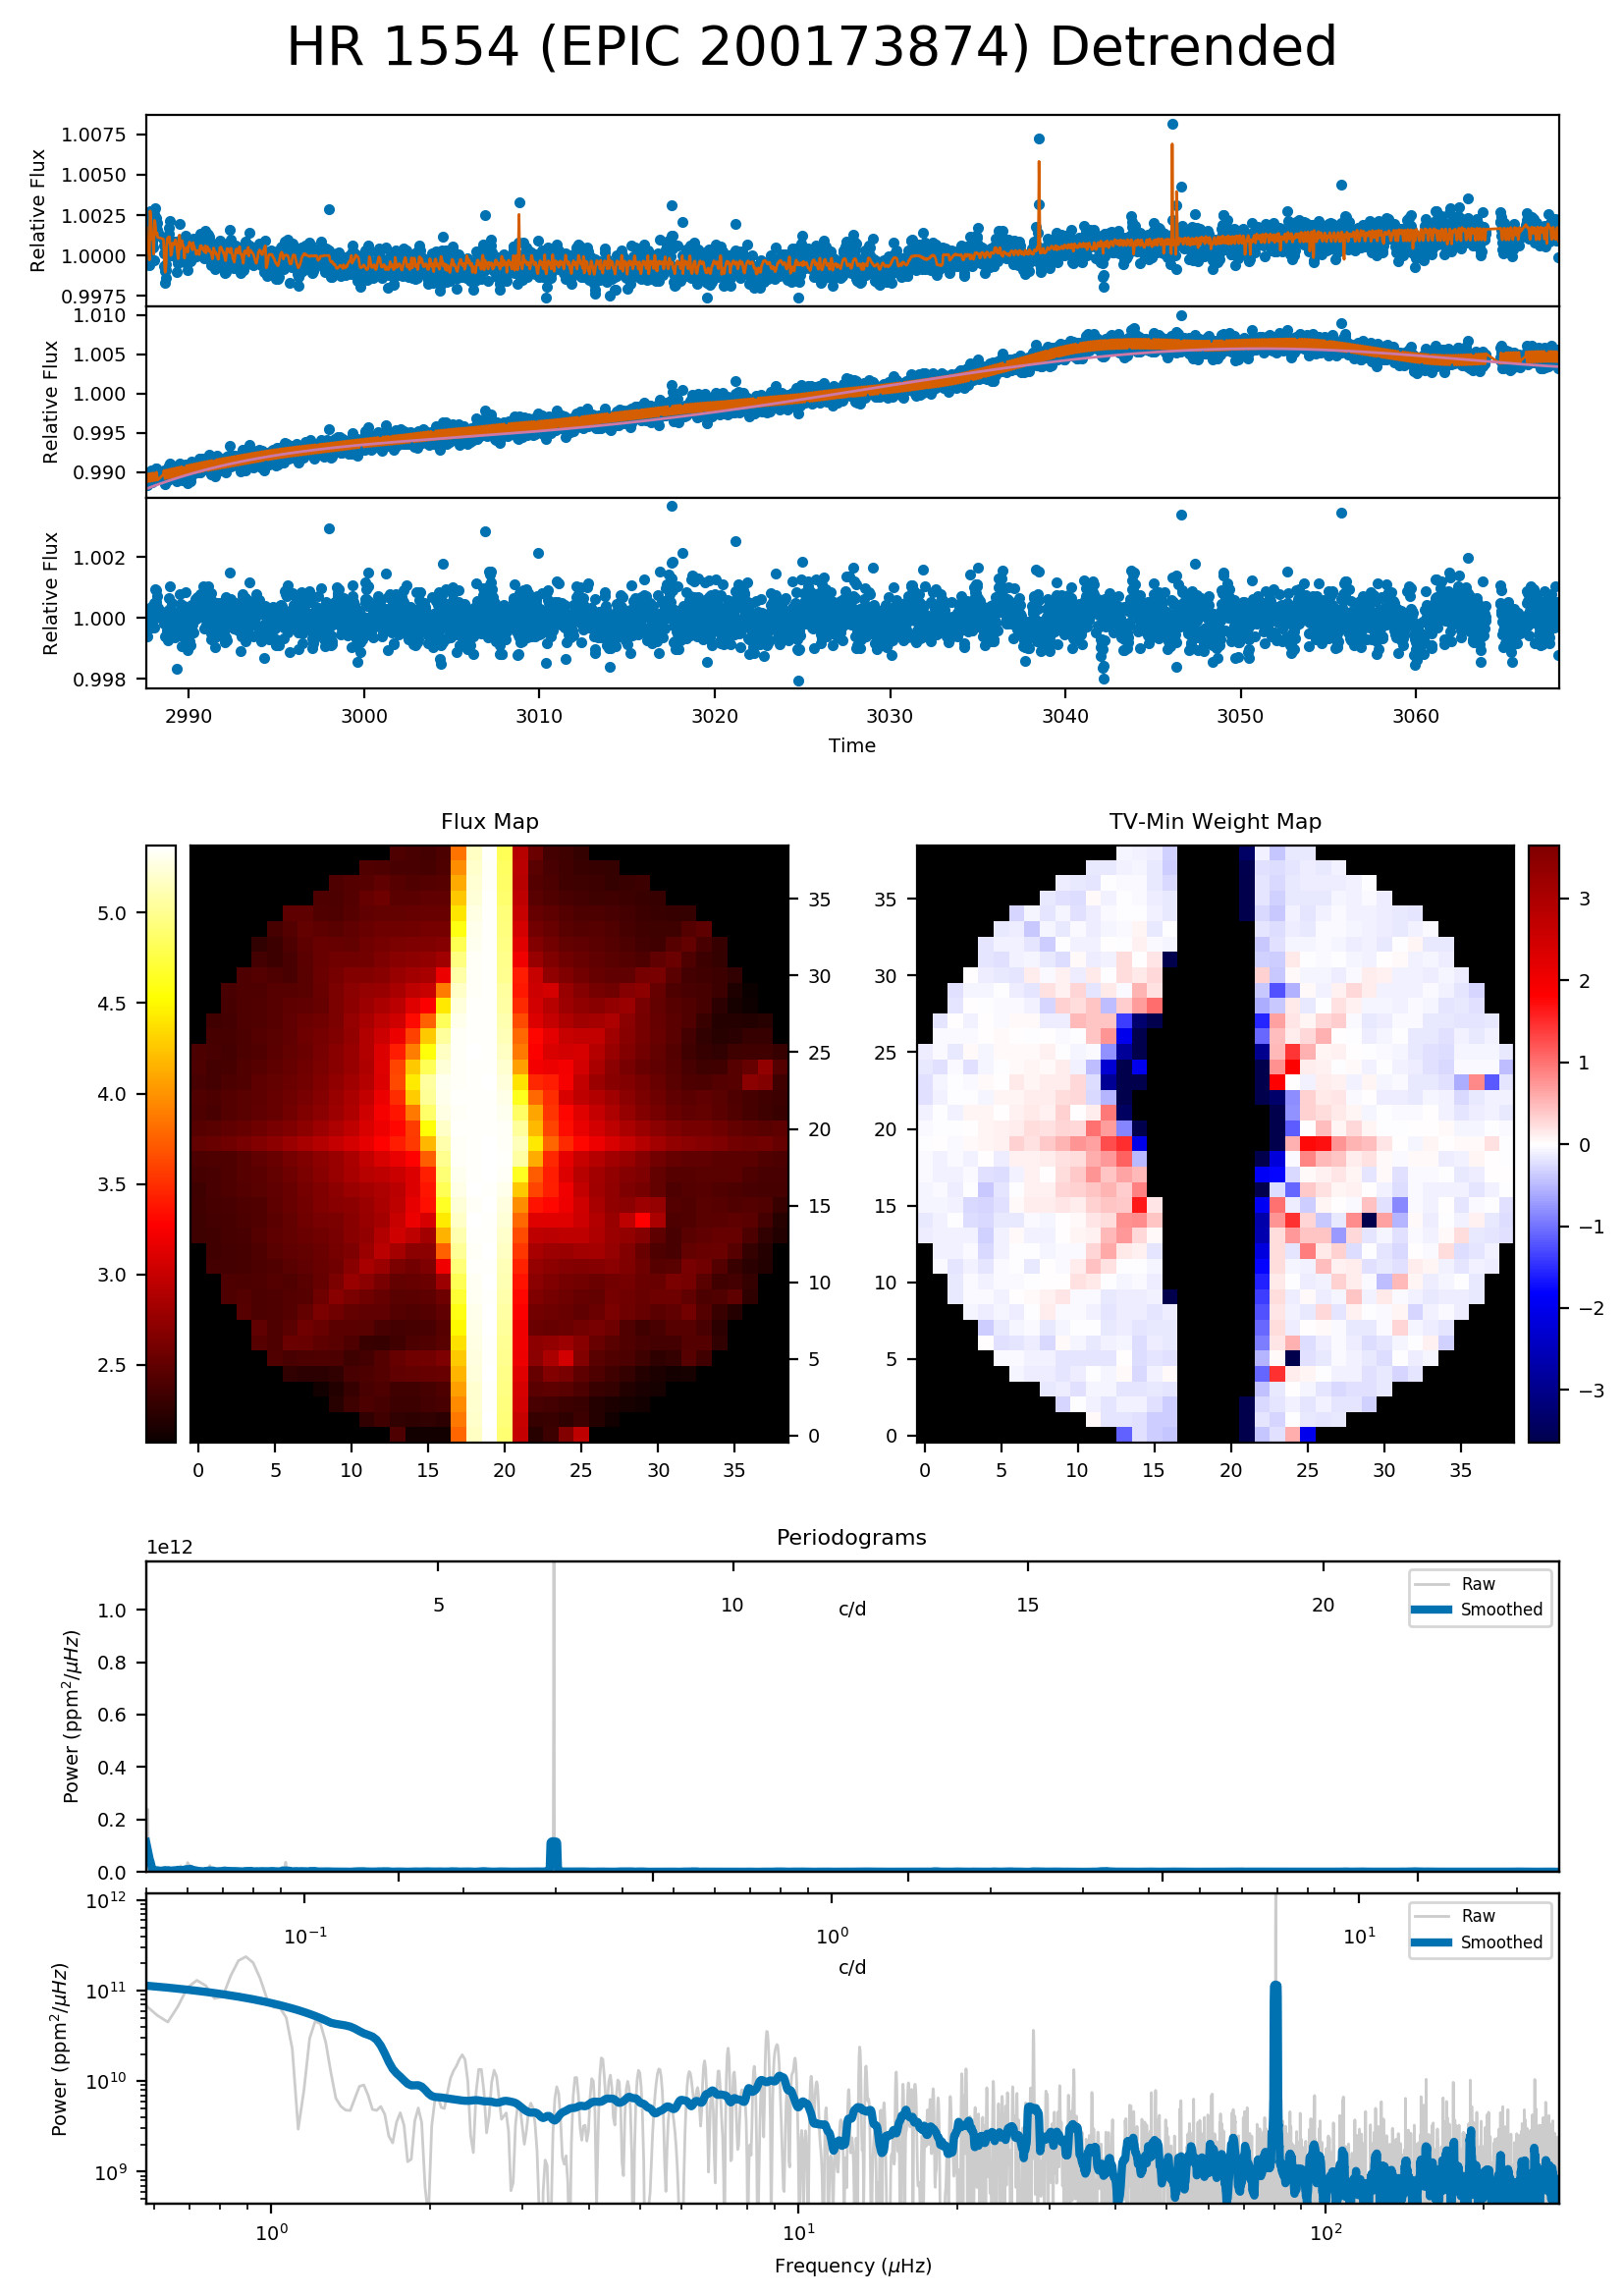 HR 1554 (EPIC 200173874) Detrended
1.0075
1.0050
1.0025
1.0000
0.9975
Relative Flux
1.010
1.005
1.000
0.995
0.990
Relative Flux
1.002
1.000
0.998
Relative Flux
2990 3000 3010 3020 3030 3040 3050 3060
Time
Flux Map
5.0
4.5
4.0
3.5
3.0
2.5
35
30
25
20
15
10
5
0
0 5 10 15 20 25 30 35
TV-Min Weight Map
35
30
25
20
15
10
5
0
0 5 10 15 20 25 30 35
3
2
1
0
−1
−2
−3
Periodograms
1e12
5 10 15 20
c/d
Raw
Smoothed
1.0
0.8
0.6
0.4
0.2
0.0
Power (ppm²/μHz)
10⁻¹ 10⁰ 10¹
c/d
Raw
Smoothed
10¹²
10¹¹
10¹⁰
10⁹
Power (ppm²/μHz)
10⁰ 10¹ 10²
Frequency (μHz)